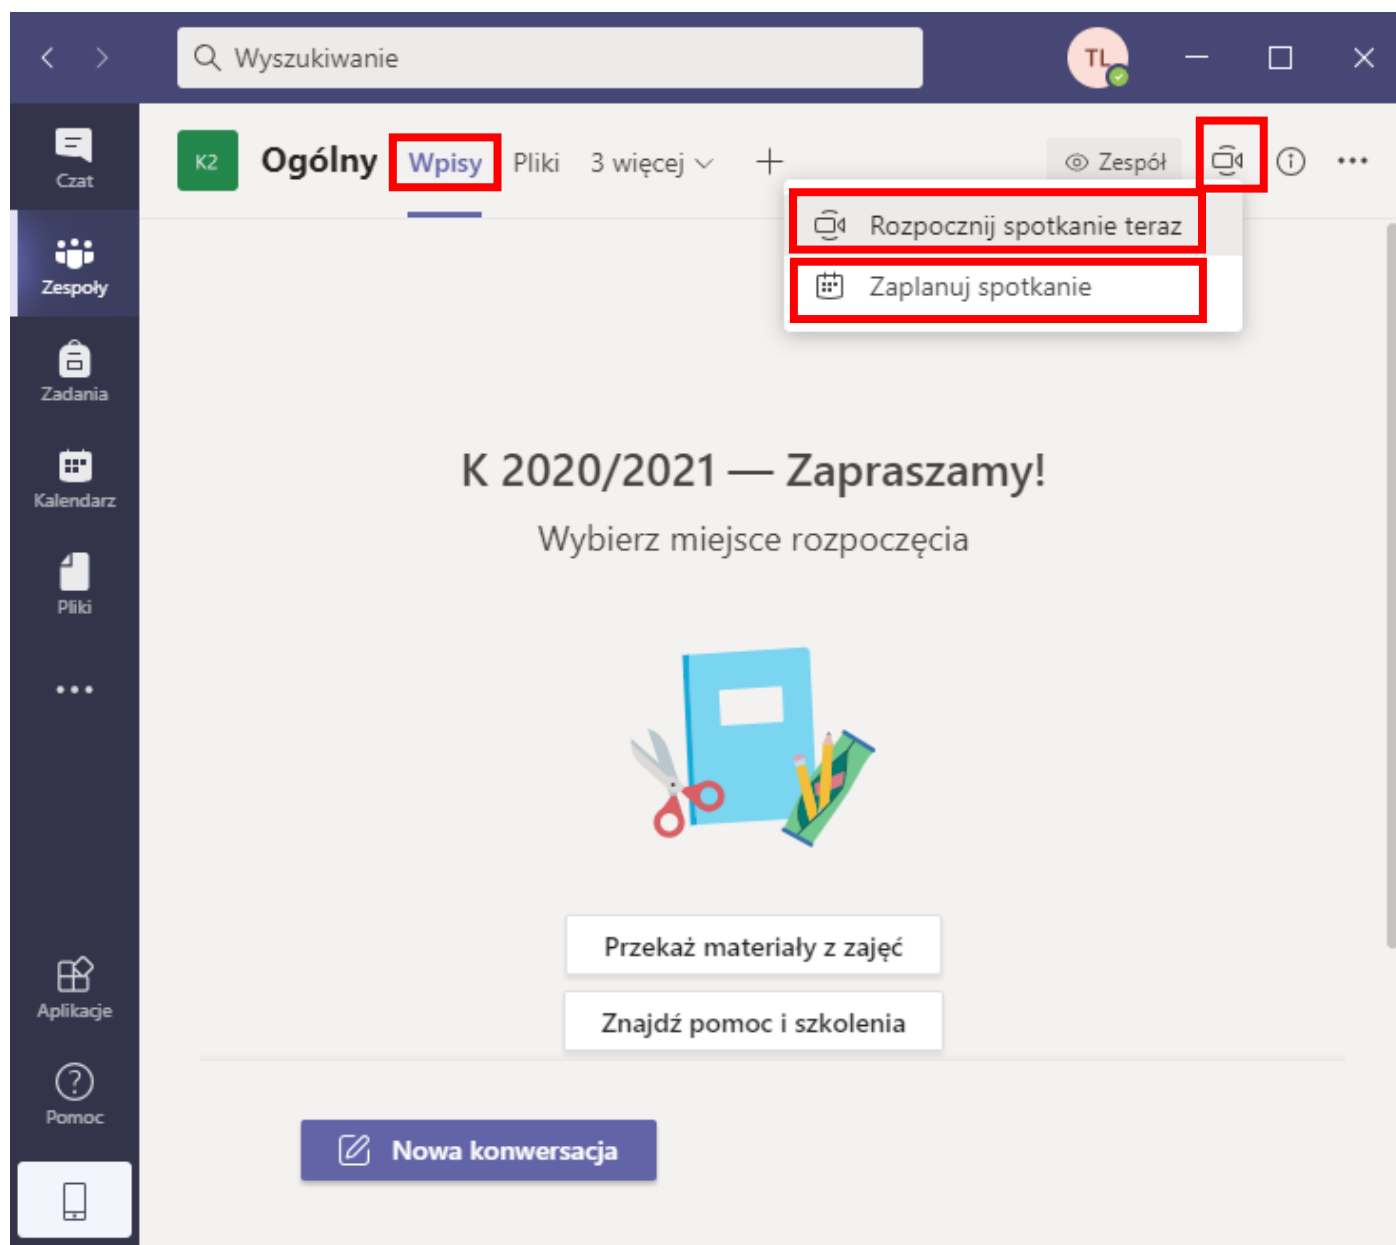 Wyszukiwanie
TL
Czat
K2 Ogólny Wpisy Pliki 3 więcej Zespół
Rozpocznij spotkanie teraz
Zaplanuj spotkanie
Zespoły
Zadania
Kalendarz
Pliki
K 2020/2021 — Zapraszamy!
Wybierz miejsce rozpoczęcia
Przekaż materiały z zajęć
Znajdź pomoc i szkolenia
Aplikacje
Pomoc
Nowa konwersacja